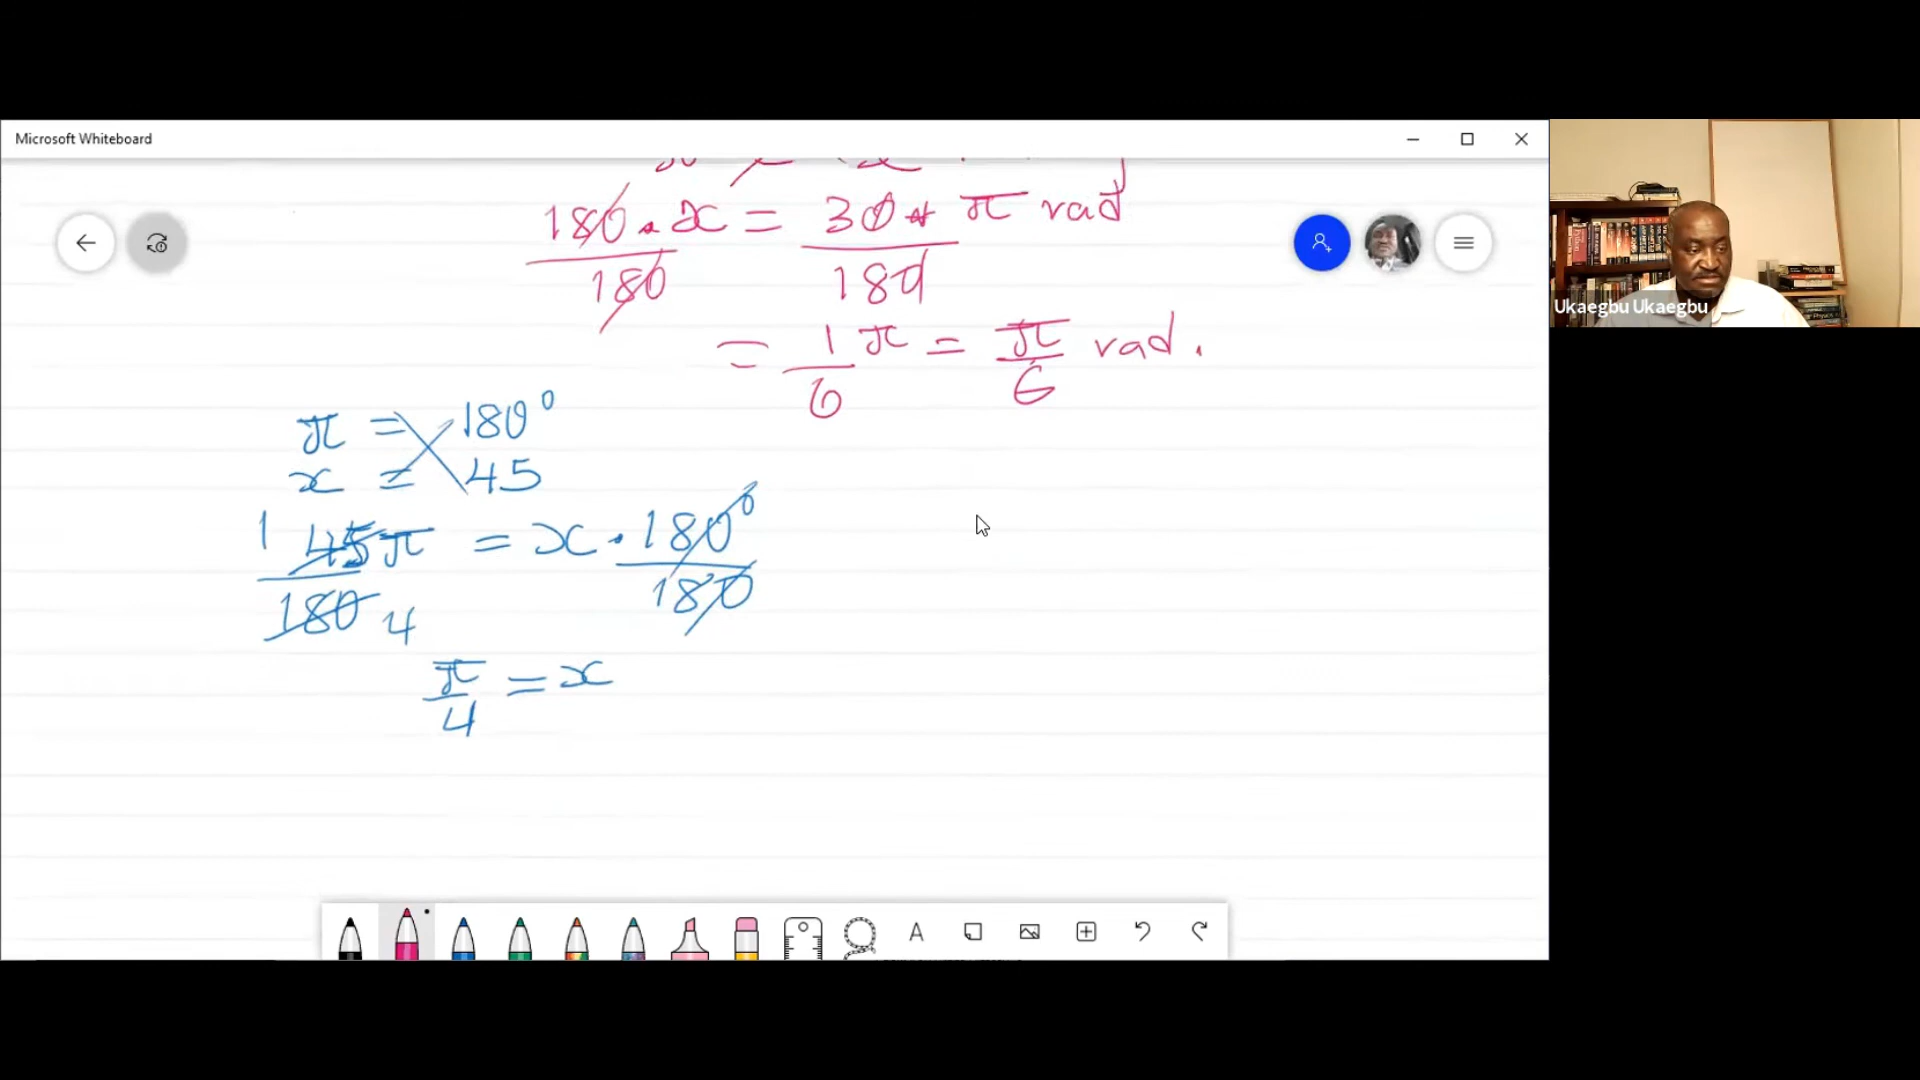 Microsoft Whiteboard
180 . x = 30 * π rad
180 180
= 1 π = π rad .
6 6
π = 180°
x = 45
1 45π = x . 180°
180 4 180
π = x
4
A
Ukaegbu Ukaegbu